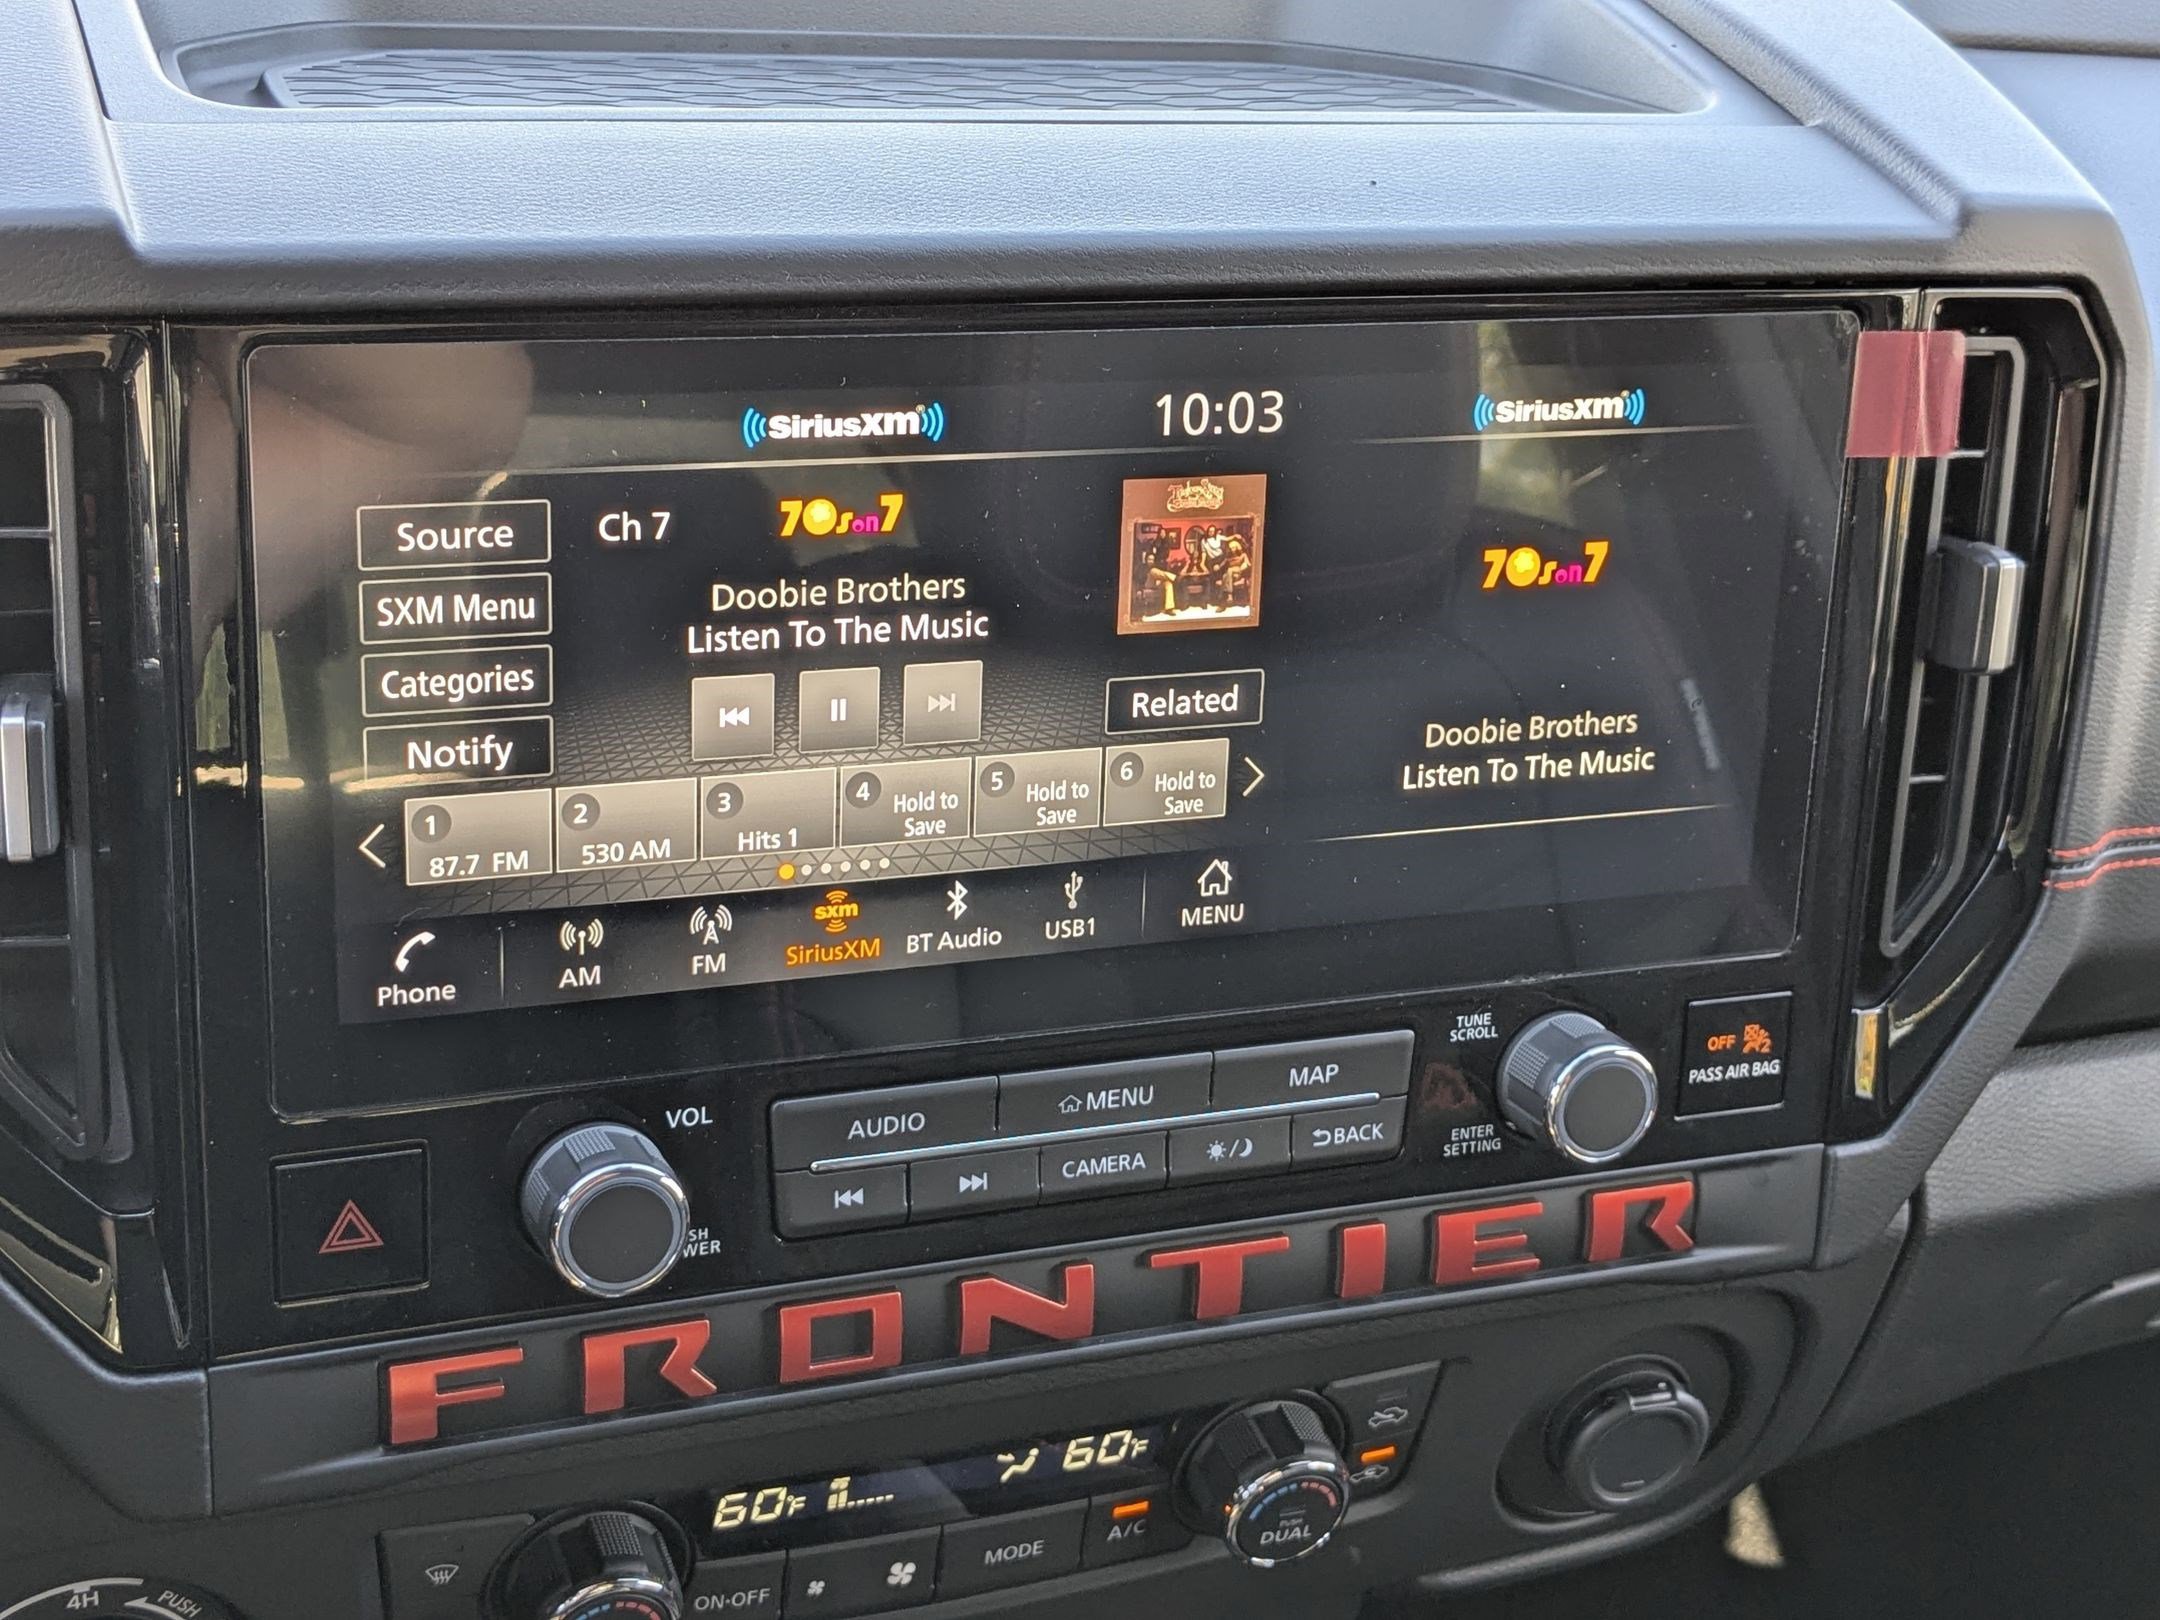 SiriusXM
10:03
SiriusXM
Source
Ch 7
70s on 7
SXM Menu
Doobie Brothers
Listen To The Music
70s on 7
Categories
Related
Notify
Doobie Brothers
Listen To The Music
1
87.7 FM
2
530 AM
3
Hits 1
4
Hold to
Save
5
Hold to
Save
6
Hold to
Save
Phone
AM
FM
sxm
SiriusXM
BT Audio
USB1
MENU
TUNE
SCROLL
OFF
2
PASS AIR BAG
VOL
AUDIO
MENU
MAP
CAMERA
BACK
ENTER
SETTING
FRONTIER
60°F
60°F
ON·OFF
MODE
A/C
PUSH
DUAL
4H
PUSH